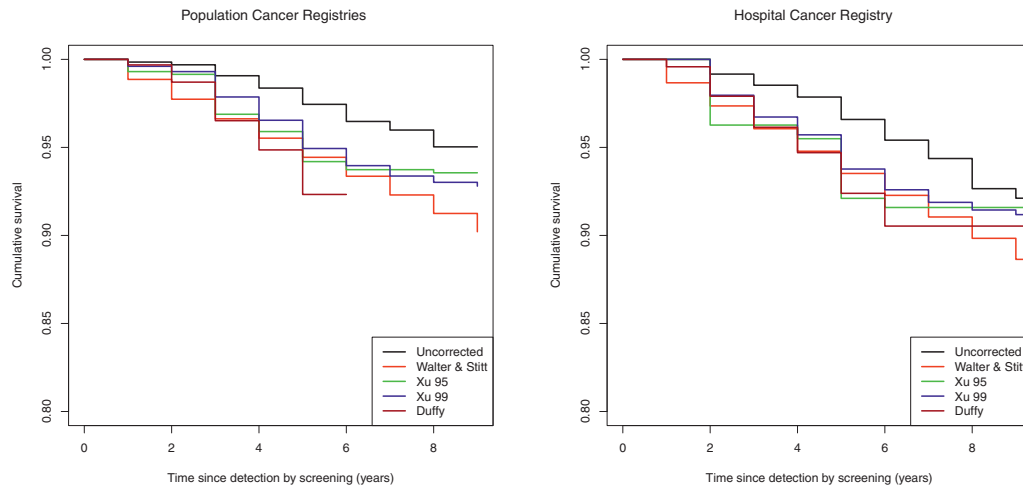 Population Cancer Registries
Cumulative survival
1.00
0.95
0.90
0.85
0.80
Uncorrected
Walter & Stitt
Xu 95
Xu 99
Duffy
0 2 4 6 8
Time since detection by screening (years)
Hospital Cancer Registry
Cumulative survival
1.00
0.95
0.90
0.85
0.80
Uncorrected
Walter & Stitt
Xu 95
Xu 99
Duffy
0 2 4 6 8
Time since detection by screening (years)